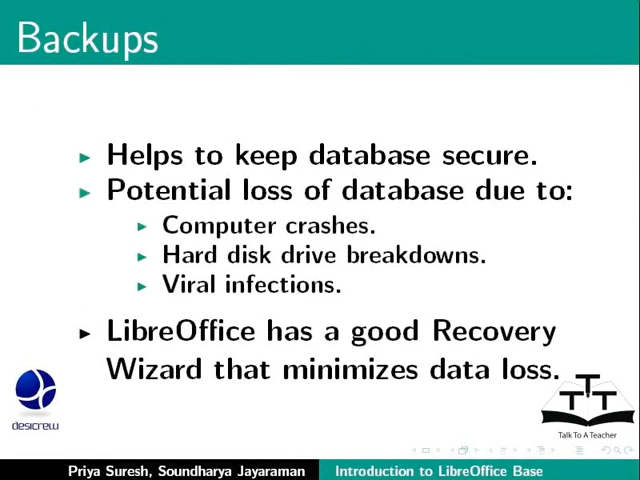 Backups
Helps to keep database secure.
Potential loss of database due to:
Computer crashes.
Hard disk drive breakdowns.
Viral infections.
LibreOffice has a good Recovery
Wizard that minimizes data loss.
desicrew
TTT
Talk To A Teacher
Priya Suresh, Soundharya Jayaraman
Introduction to LibreOffice Base